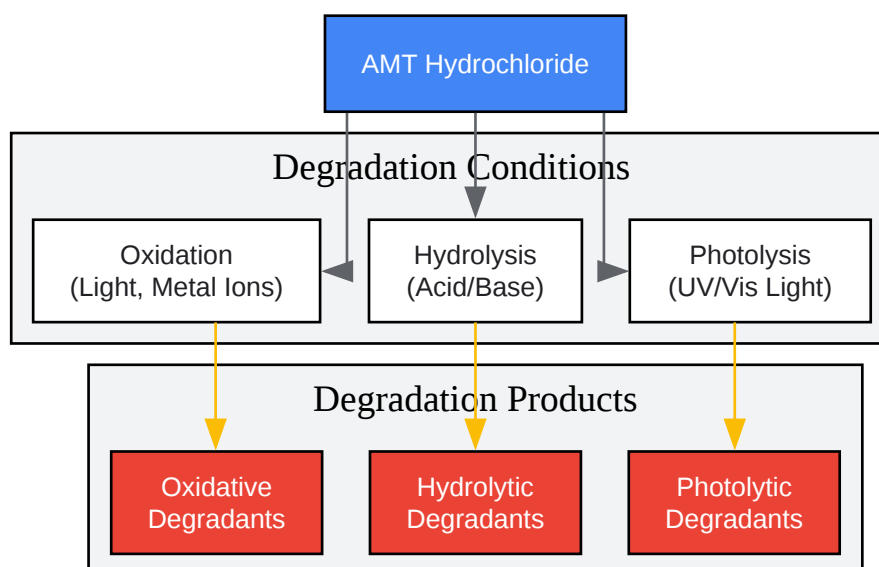 AMT Hydrochloride
Degradation Conditions
Oxidation
(Light, Metal Ions)
Hydrolysis
(Acid/Base)
Photolysis
(UV/Vis Light)
Degradation Products
Oxidative
Degradants
Hydrolytic
Degradants
Photolytic
Degradants